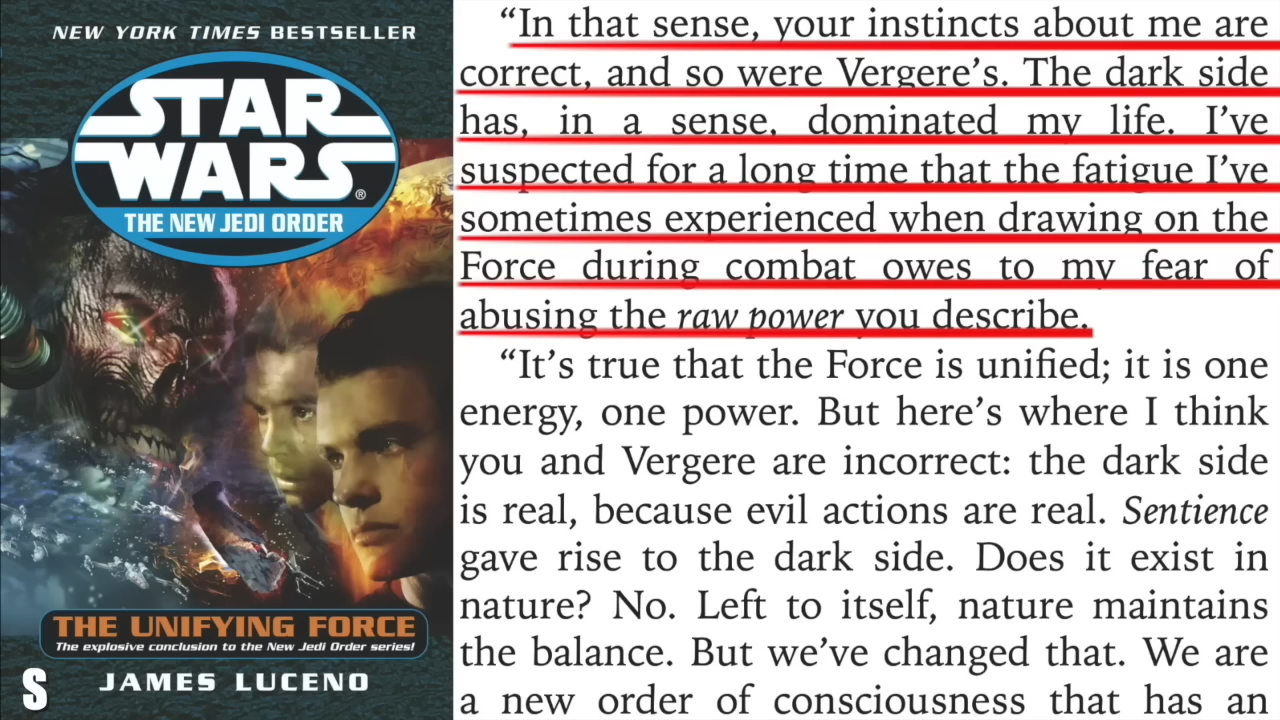 NEW YORK TIMES BESTSELLER
STAR
WARS®
THE NEW JEDI ORDER
THE UNIFYING FORCE
The explosive conclusion to the New Jedi Order series!
JAMES LUCENO
S
“In that sense, your instincts about me are
correct, and so were Vergere’s. The dark side
has, in a sense, dominated my life. I’ve
suspected for a long time that the fatigue I’ve
sometimes experienced when drawing on the
Force during combat owes to my fear of
abusing the raw power you describe.
“It’s true that the Force is unified; it is one
energy, one power. But here’s where I think
you and Vergere are incorrect: the dark side
is real, because evil actions are real. Sentience
gave rise to the dark side. Does it exist in
nature? No. Left to itself, nature maintains
the balance. But we’ve changed that. We are
a new order of consciousness that has an